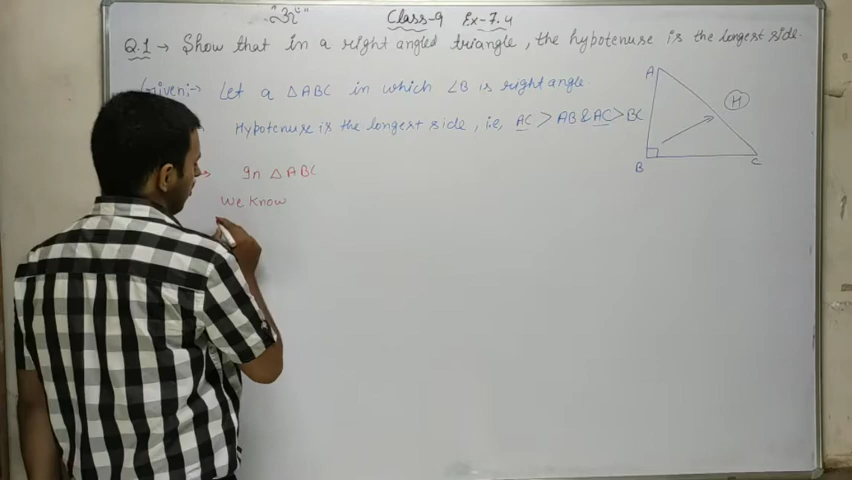 "ॐ"
Class-9 Ex-7.4
Q.1 → Show that in a right angled triangle, the hypotenuse is the longest side.
Given:→ Let a △ABC in which ∠B is right angle
Hypotenuse is the longest side, i.e, AC > AB & AC > BC
In △ABC
We Know
A
H
B
C